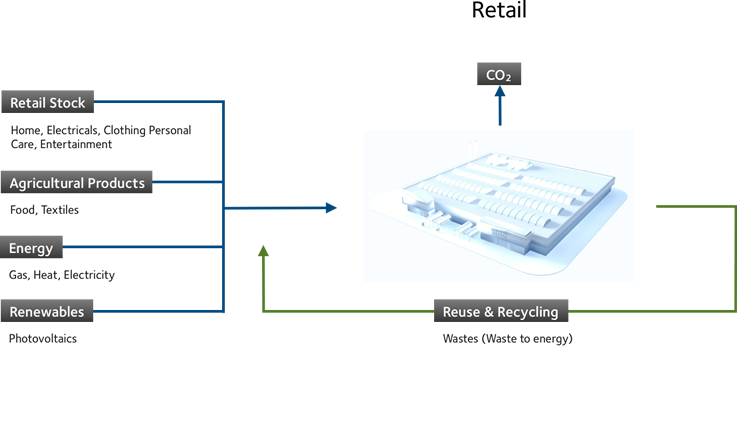 Retail
CO₂
Retail Stock
Home, Electricals, Clothing Personal
Care, Entertainment
Agricultural Products
Food, Textiles
Energy
Gas, Heat, Electricity
Renewables
Photovoltaics
Reuse & Recycling
Wastes (Waste to energy)